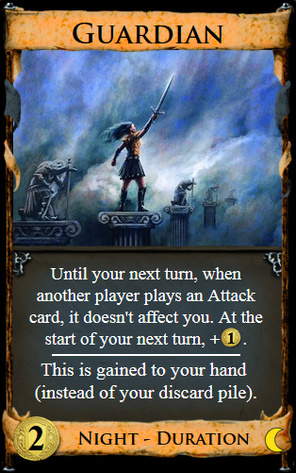 GUARDIAN
Until your next turn, when
another player plays an Attack
card, it doesn't affect you. At the
start of your next turn, +1.
This is gained to your hand
(instead of your discard pile).
2 NIGHT - DURATION